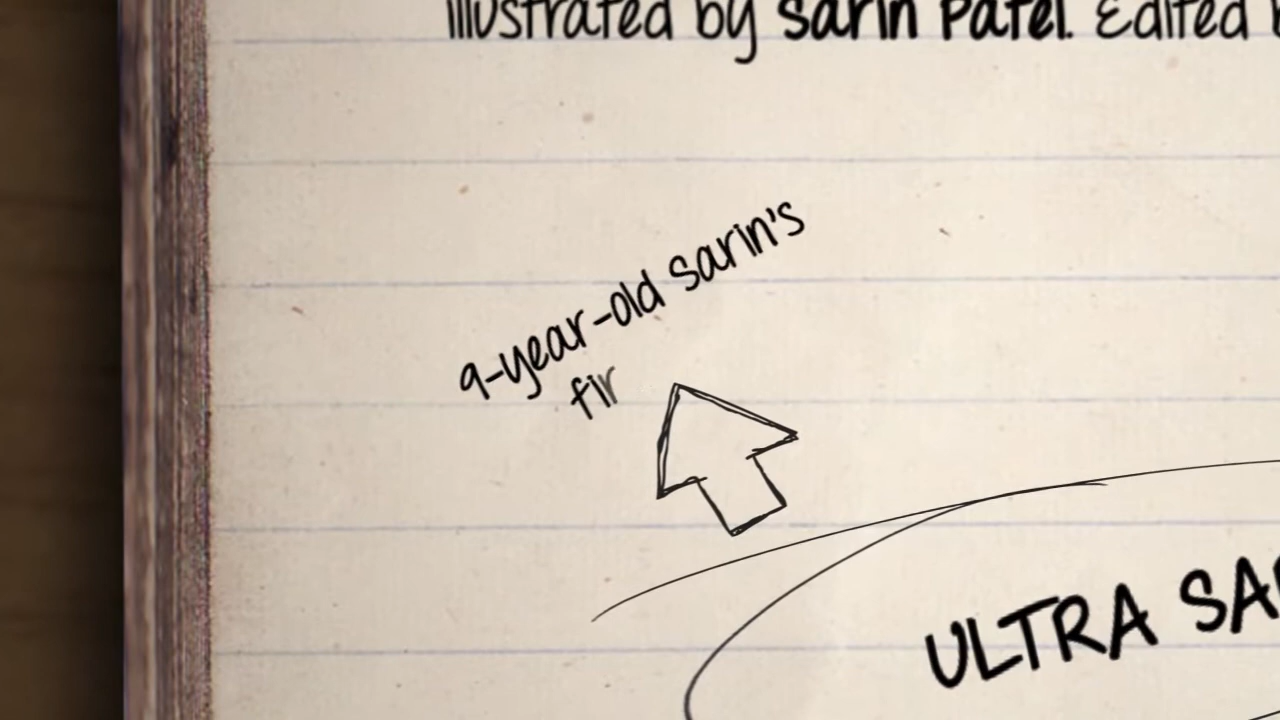 illustrated by Sarin Patel. Edited
9-year-old Sarin's
fir
ULTRA SA